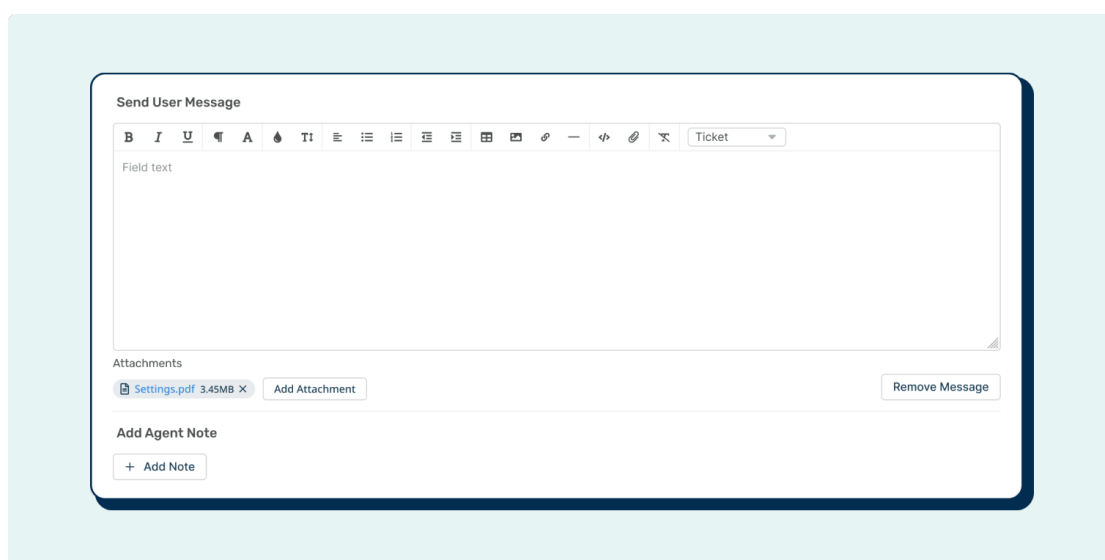 Send User Message
B I U ¶ A T </> T Ticket
Field text
Attachments
Settings.pdf 3.45MB × Add Attachment Remove Message
Add Agent Note
+ Add Note